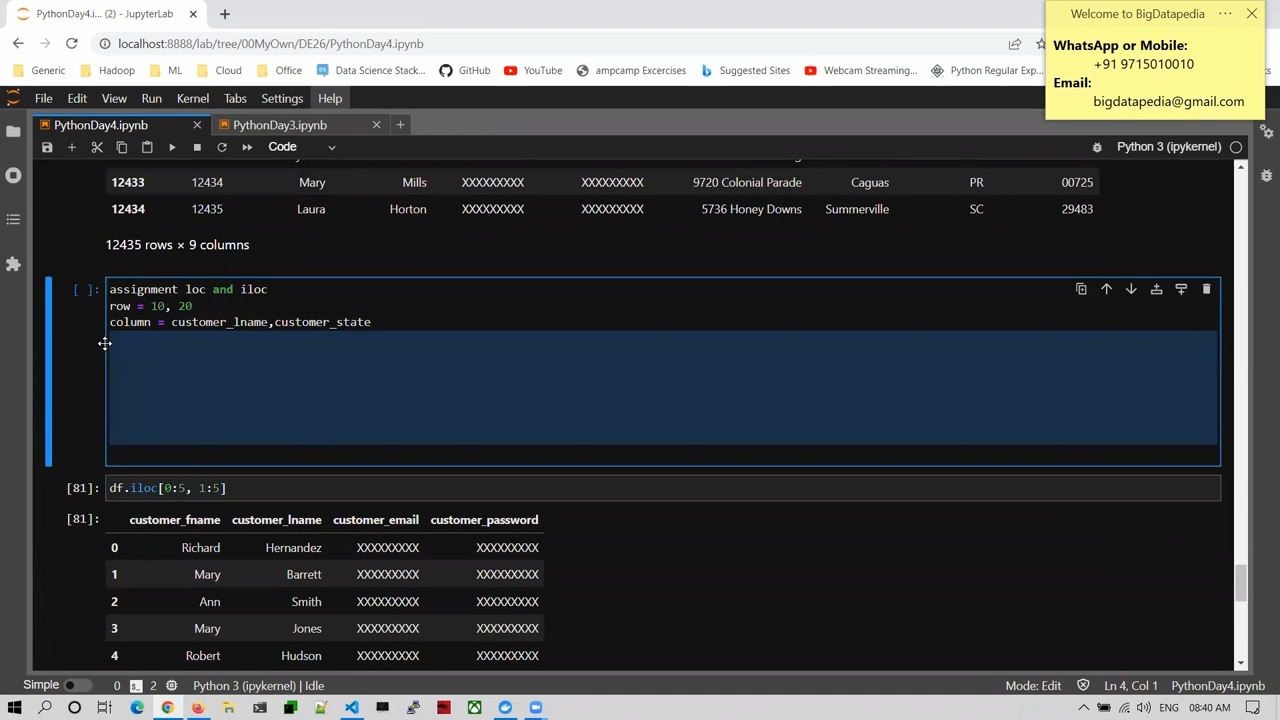 PythonDay4.i... (2) - JupyterLab
localhost:8888/lab/tree/00MyOwn/DE26/PythonDay4.ipynb
Generic Hadoop ML Cloud Office Data Science Stack... GitHub YouTube ampcamp Excercises Suggested Sites Webcam Streaming... Python Regular Exp...
Welcome to BigDatapedia
WhatsApp or Mobile:
+91 9715010010
Email:
bigdatapedia@gmail.com
File Edit View Run Kernel Tabs Settings Help
PythonDay4.ipynb PythonDay3.ipynb
Code Python 3 (ipykernel)
12433 12434 Mary Mills XXXXXXXXX XXXXXXXXX 9720 Colonial Parade Caguas PR 00725
12434 12435 Laura Horton XXXXXXXXX XXXXXXXXX 5736 Honey Downs Summerville SC 29483
12435 rows × 9 columns
[ ]: assignment loc and iloc
row = 10, 20
column = customer_lname,customer_state
[81]: df.iloc[0:5, 1:5]
[81]: customer_fname customer_lname customer_email customer_password
0 Richard Hernandez XXXXXXXXX XXXXXXXXX
1 Mary Barrett XXXXXXXXX XXXXXXXXX
2 Ann Smith XXXXXXXXX XXXXXXXXX
3 Mary Jones XXXXXXXXX XXXXXXXXX
4 Robert Hudson XXXXXXXXX XXXXXXXXX
Simple 0 2 Python 3 (ipykernel) | Idle Mode: Edit Ln 4, Col 1 PythonDay4.ipynb
ENG 08:40 AM